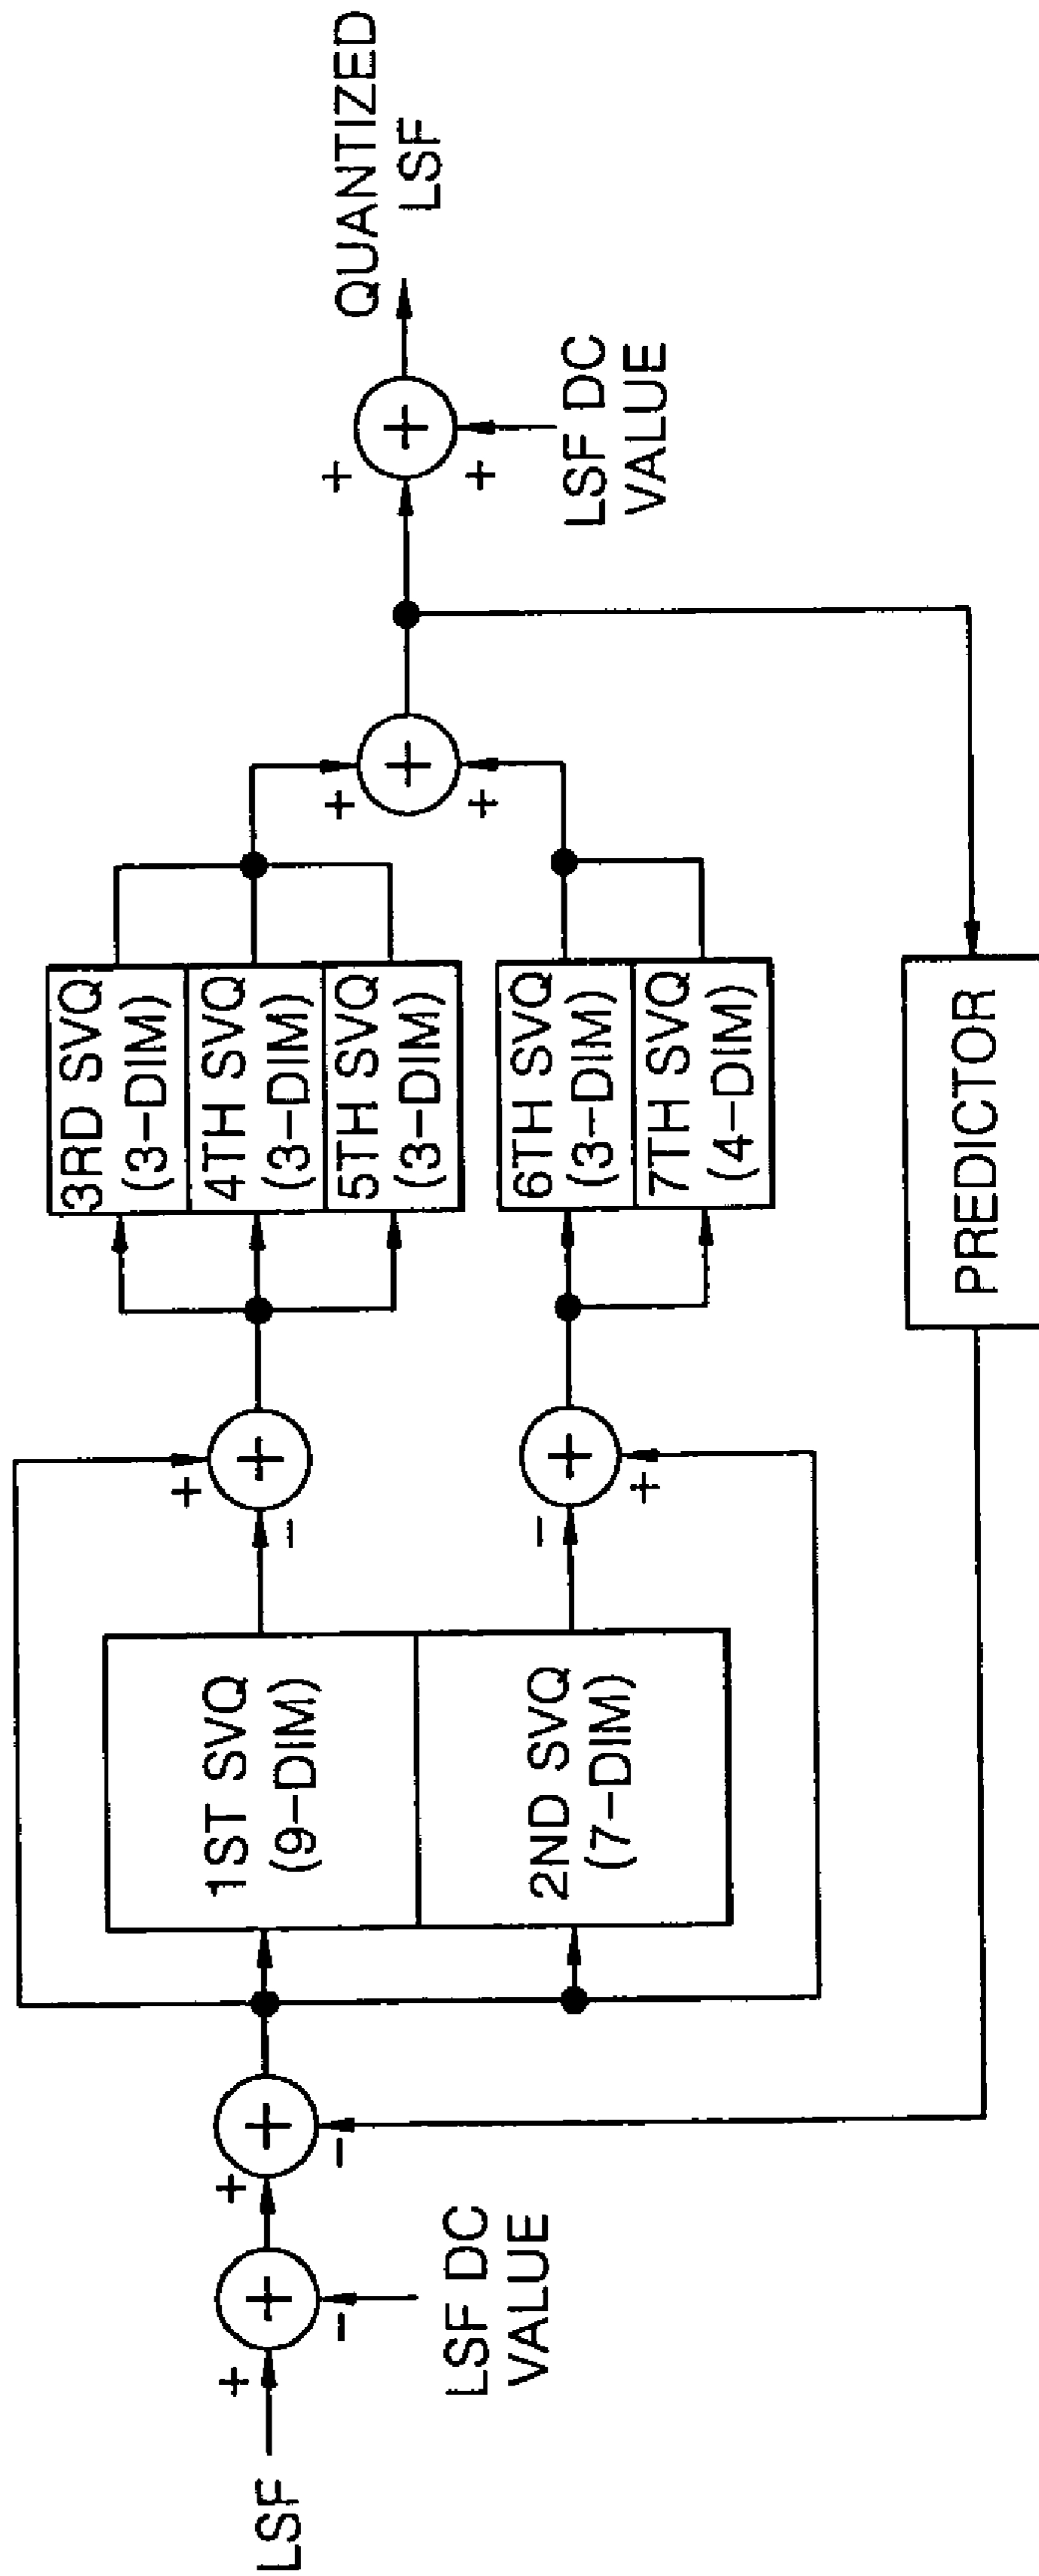 LSF
+
+
−
LSF DC
VALUE
+
+
−
1ST SVQ
(9−DIM)
2ND SVQ
(7−DIM)
+
+
−
+
−
+
3RD SVQ
(3−DIM)
4TH SVQ
(3−DIM)
5TH SVQ
(3−DIM)
6TH SVQ
(3−DIM)
7TH SVQ
(4−DIM)
PREDICTOR
+
+
+
+
+
+
LSF DC
VALUE
QUANTIZED
LSF